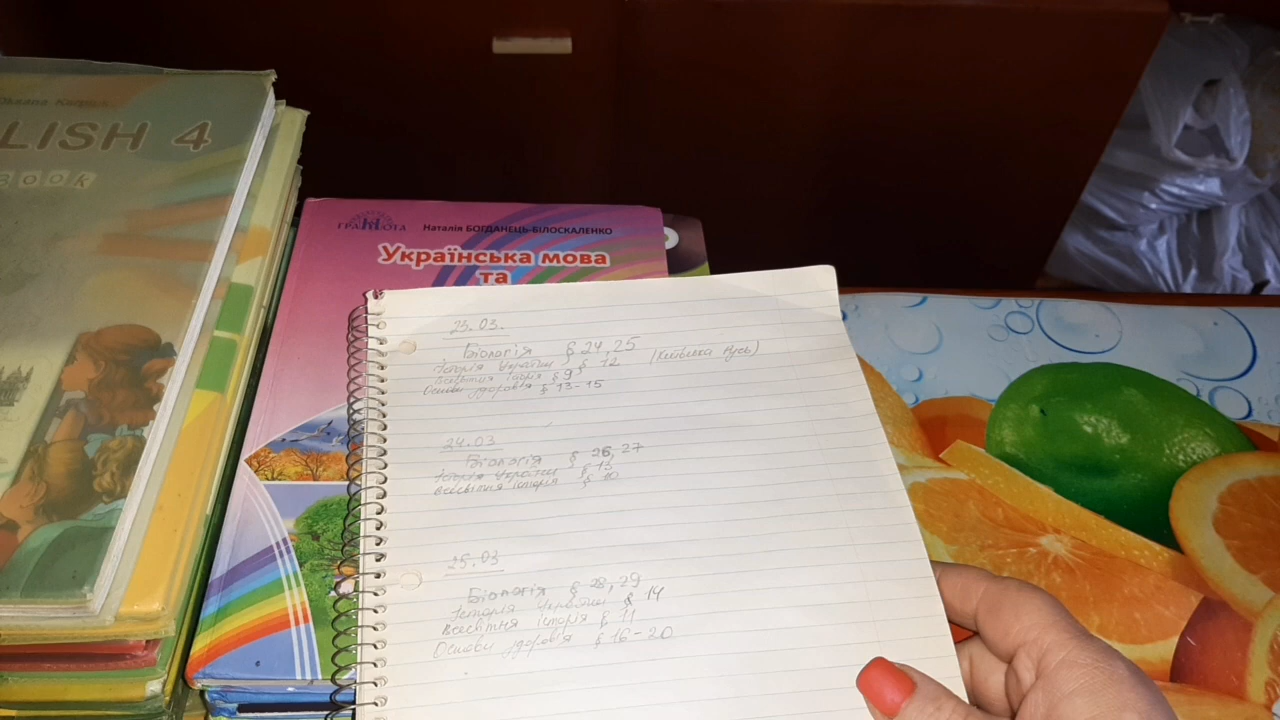 Oksana Karpiuk
LISH 4
BOOK
ГРАМОТА
Наталія БОГДАНЕЦЬ-БІЛОСКАЛЕНКО
Українська мова
та
23.03.
Біологія § 24, 25
Історія України § 12 (Київська Русь)
Всесвітня § 9
Основи здоров'я § 13-15
24.03
Біологія § 26, 27
Історія України § 13
Всесвітня історія § 10
25.03
Біологія § 28, 29
Історія України § 14
Всесвітня історія § 11
Основи здоров'я § 16-20